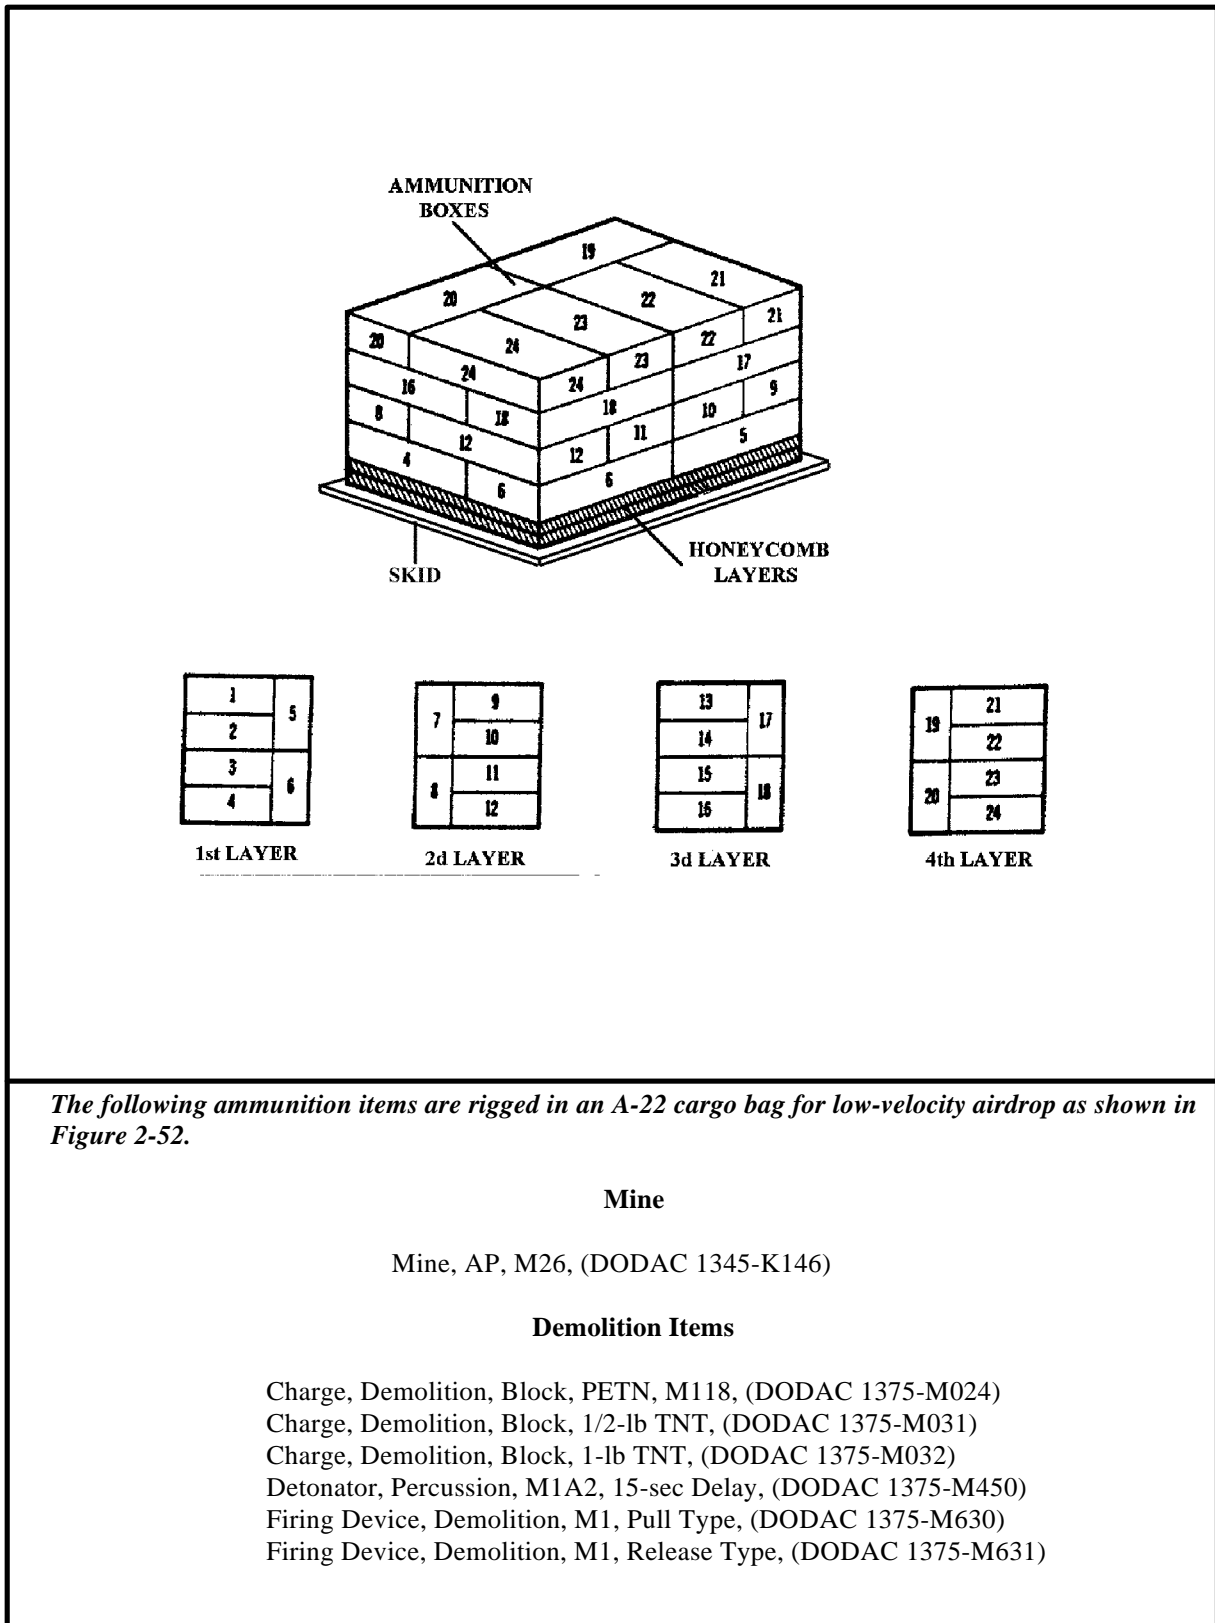 AMMUNITION
BOXES
19
21
20
22
23
21
20
24
22
24
23
17
16
24
18
18
9
8
10
12
11
12
5
4
6
6
HONEYCOMB
LAYERS
SKID
1
2
3
4
5
6
1st LAYER
7
8
9
10
11
12
2d LAYER
13
14
15
16
17
18
3d LAYER
19
20
21
22
23
24
4th LAYER
The following ammunition items are rigged in an A-22 cargo bag for low-velocity airdrop as shown in
Figure 2-52.
Mine
Mine, AP, M26, (DODAC 1345-K146)
Demolition Items
Charge, Demolition, Block, PETN, M118, (DODAC 1375-M024)
Charge, Demolition, Block, 1/2-lb TNT, (DODAC 1375-M031)
Charge, Demolition, Block, 1-lb TNT, (DODAC 1375-M032)
Detonator, Percussion, M1A2, 15-sec Delay, (DODAC 1375-M450)
Firing Device, Demolition, M1, Pull Type, (DODAC 1375-M630)
Firing Device, Demolition, M1, Release Type, (DODAC 1375-M631)